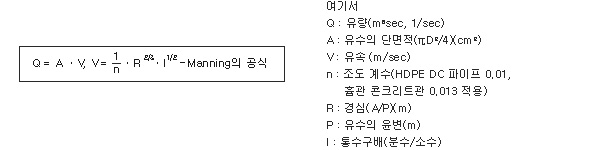 Q = A · V, V = 1/n · R^2/3 · I^1/2 - Manning의 공식
여기서
Q : 유량(m³sec, 1/sec)
A : 유수의 단면적(πD²/4)(cm²)
V : 유속 (m/sec)
n : 조도 계수(HDPE DC 파이프 0.01,
흄관 콘크리트관 0.013 적용)
R : 경심(A/P)(m)
P : 유수의 윤변(m)
I : 통수구배(분수/소수)